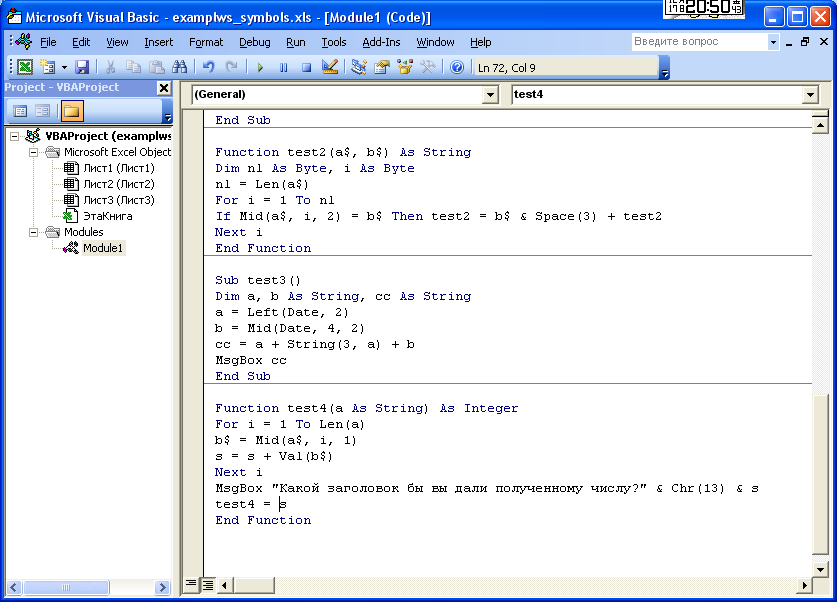 Microsoft Visual Basic - examplws_symbols.xls - [Module1 (Code)]
20:50
File Edit View Insert Format Debug Run Tools Add-Ins Window Help
Введите вопрос
Ln 72, Col 9
Project - VBAProject
(General)
test4
VBAProject (examplws
Microsoft Excel Object
Лист1 (Лист1)
Лист2 (Лист2)
Лист3 (Лист3)
ЭтаКнига
Modules
Module1
End Sub
Function test2(a$, b$) As String
Dim nl As Byte, i As Byte
nl = Len(a$)
For i = 1 To nl
If Mid(a$, i, 2) = b$ Then test2 = b$ & Space(3) + test2
Next i
End Function
Sub test3()
Dim a, b As String, cc As String
a = Left(Date, 2)
b = Mid(Date, 4, 2)
cc = a + String(3, a) + b
MsgBox cc
End Sub
Function test4(a As String) As Integer
For i = 1 To Len(a)
b$ = Mid(a$, i, 1)
s = s + Val(b$)
Next i
MsgBox "Какой заголовок бы вы дали полученному числу?" & Chr(13) & s
test4 = s
End Function